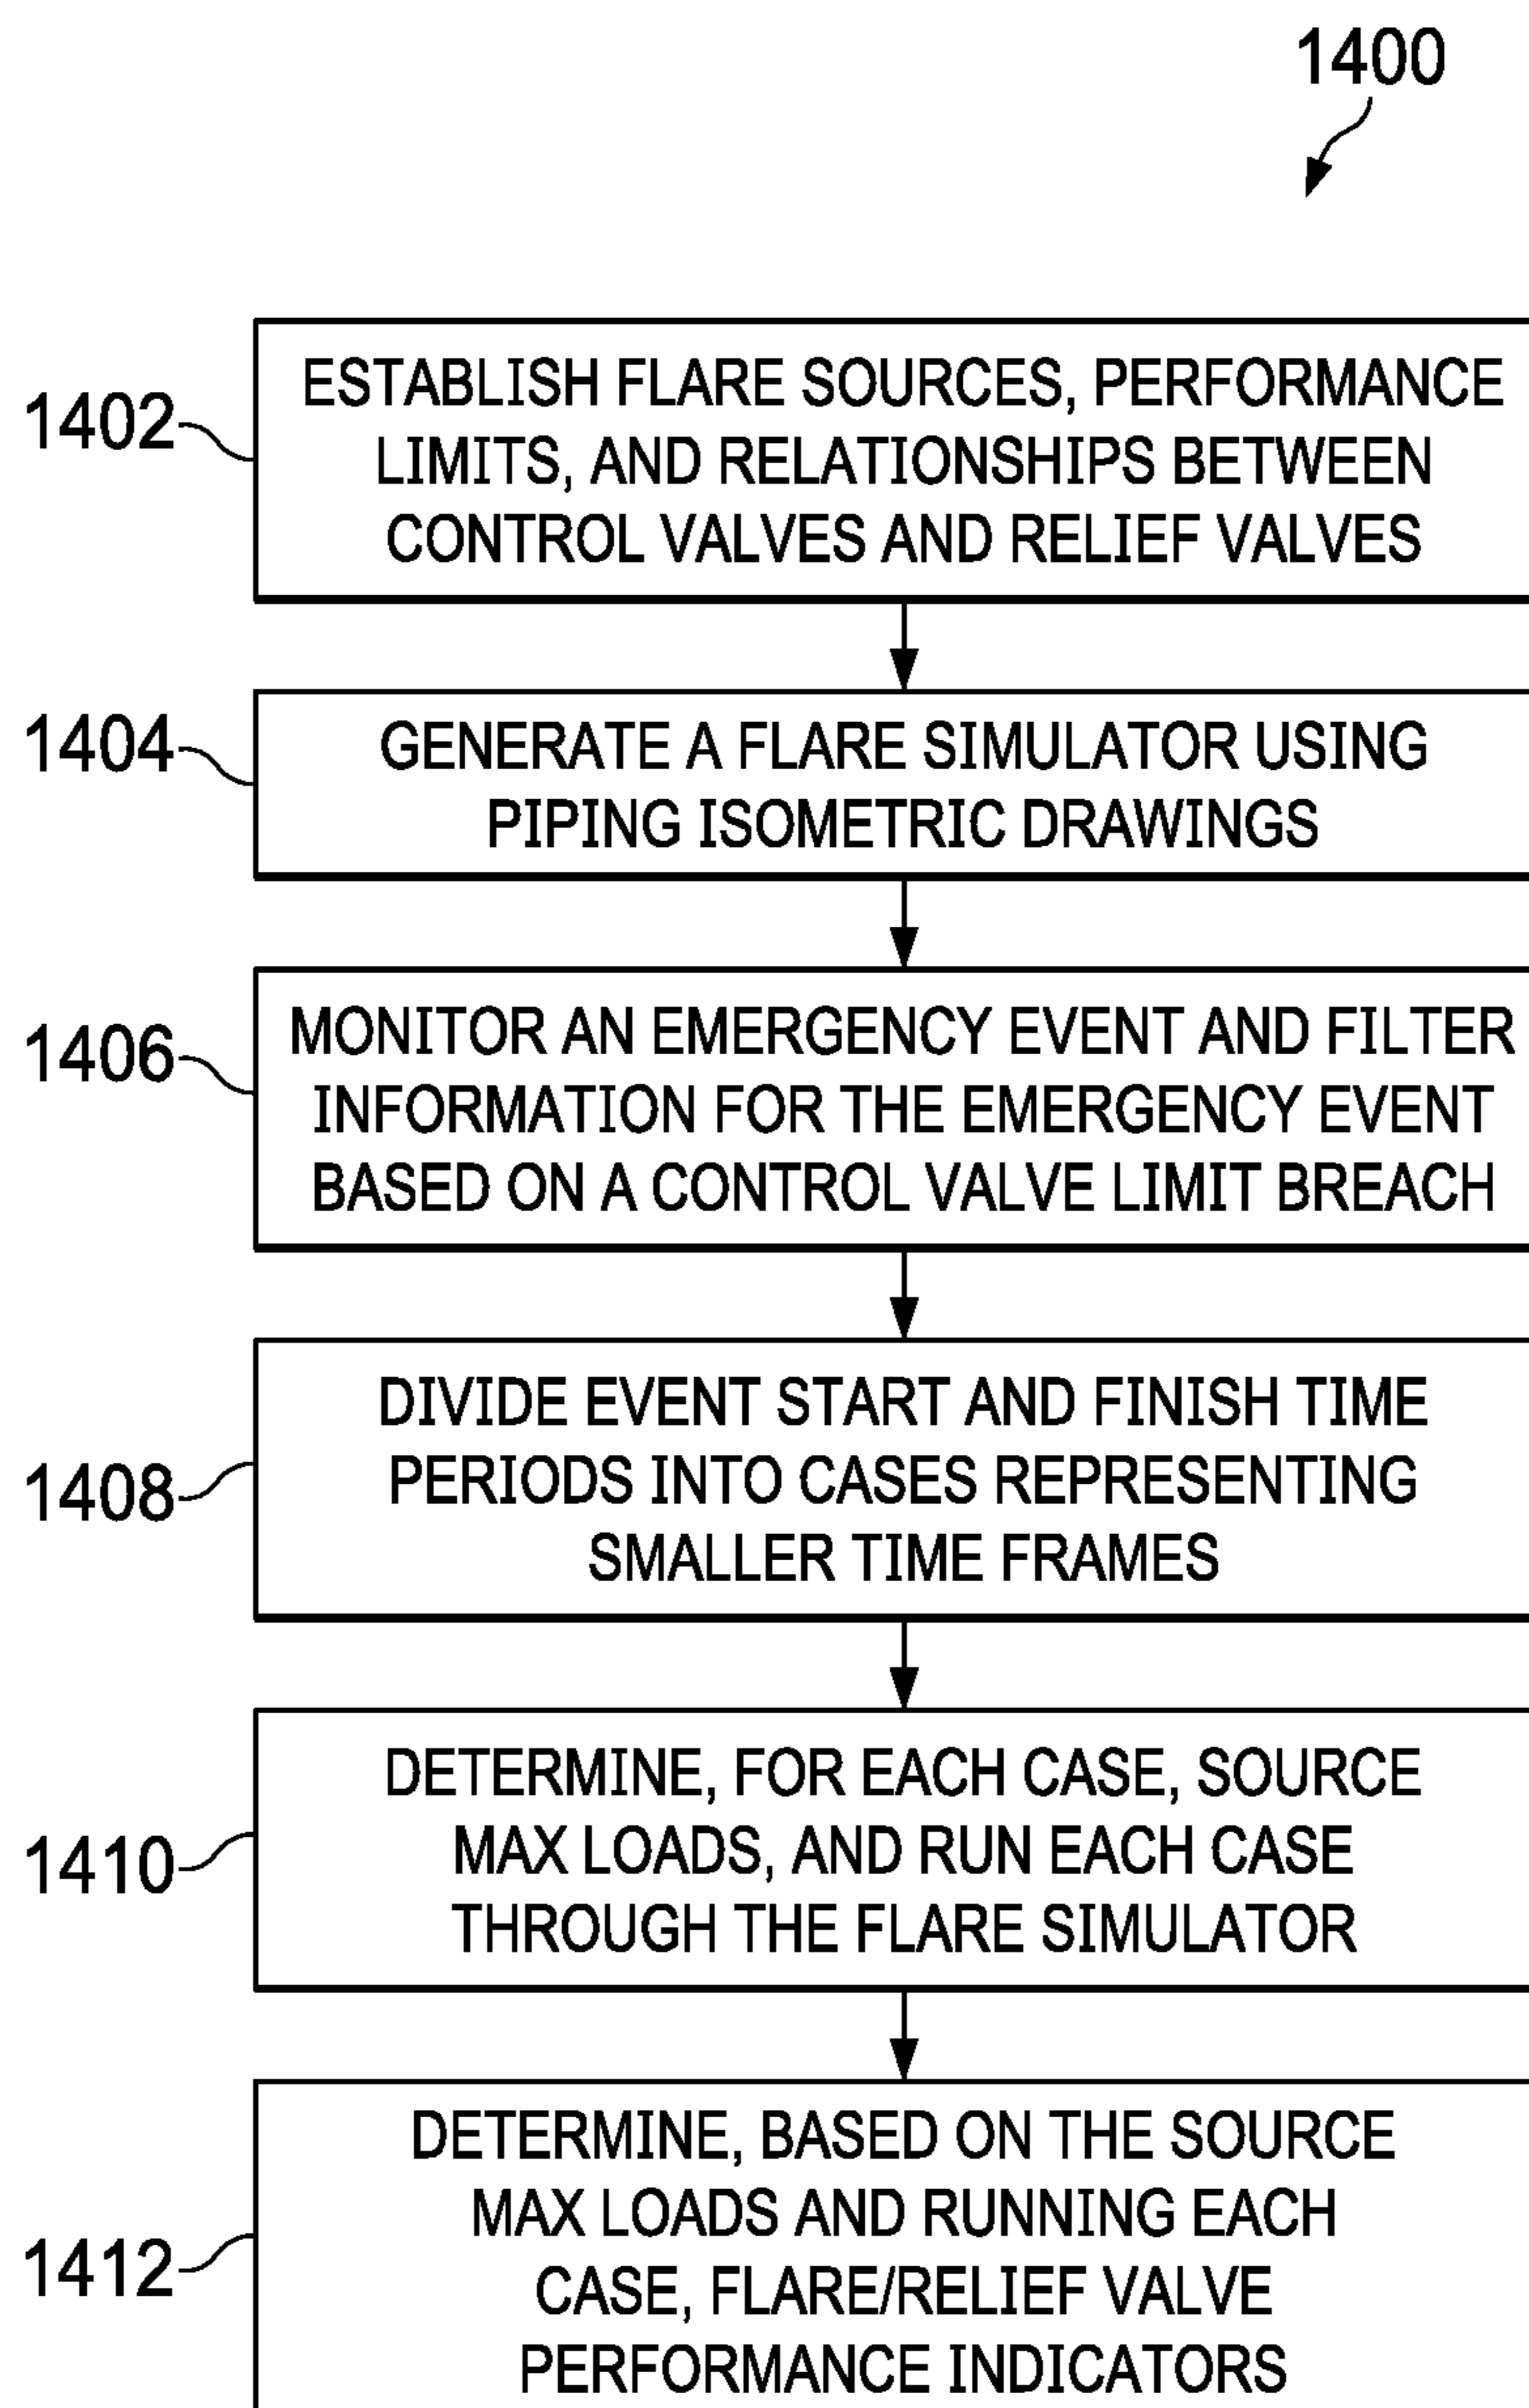 1400
1402
ESTABLISH FLARE SOURCES, PERFORMANCE
LIMITS, AND RELATIONSHIPS BETWEEN
CONTROL VALVES AND RELIEF VALVES
1404
GENERATE A FLARE SIMULATOR USING
PIPING ISOMETRIC DRAWINGS
1406
MONITOR AN EMERGENCY EVENT AND FILTER
INFORMATION FOR THE EMERGENCY EVENT
BASED ON A CONTROL VALVE LIMIT BREACH
1408
DIVIDE EVENT START AND FINISH TIME
PERIODS INTO CASES REPRESENTING
SMALLER TIME FRAMES
1410
DETERMINE, FOR EACH CASE, SOURCE
MAX LOADS, AND RUN EACH CASE
THROUGH THE FLARE SIMULATOR
1412
DETERMINE, BASED ON THE SOURCE
MAX LOADS AND RUNNING EACH
CASE, FLARE/RELIEF VALVE
PERFORMANCE INDICATORS